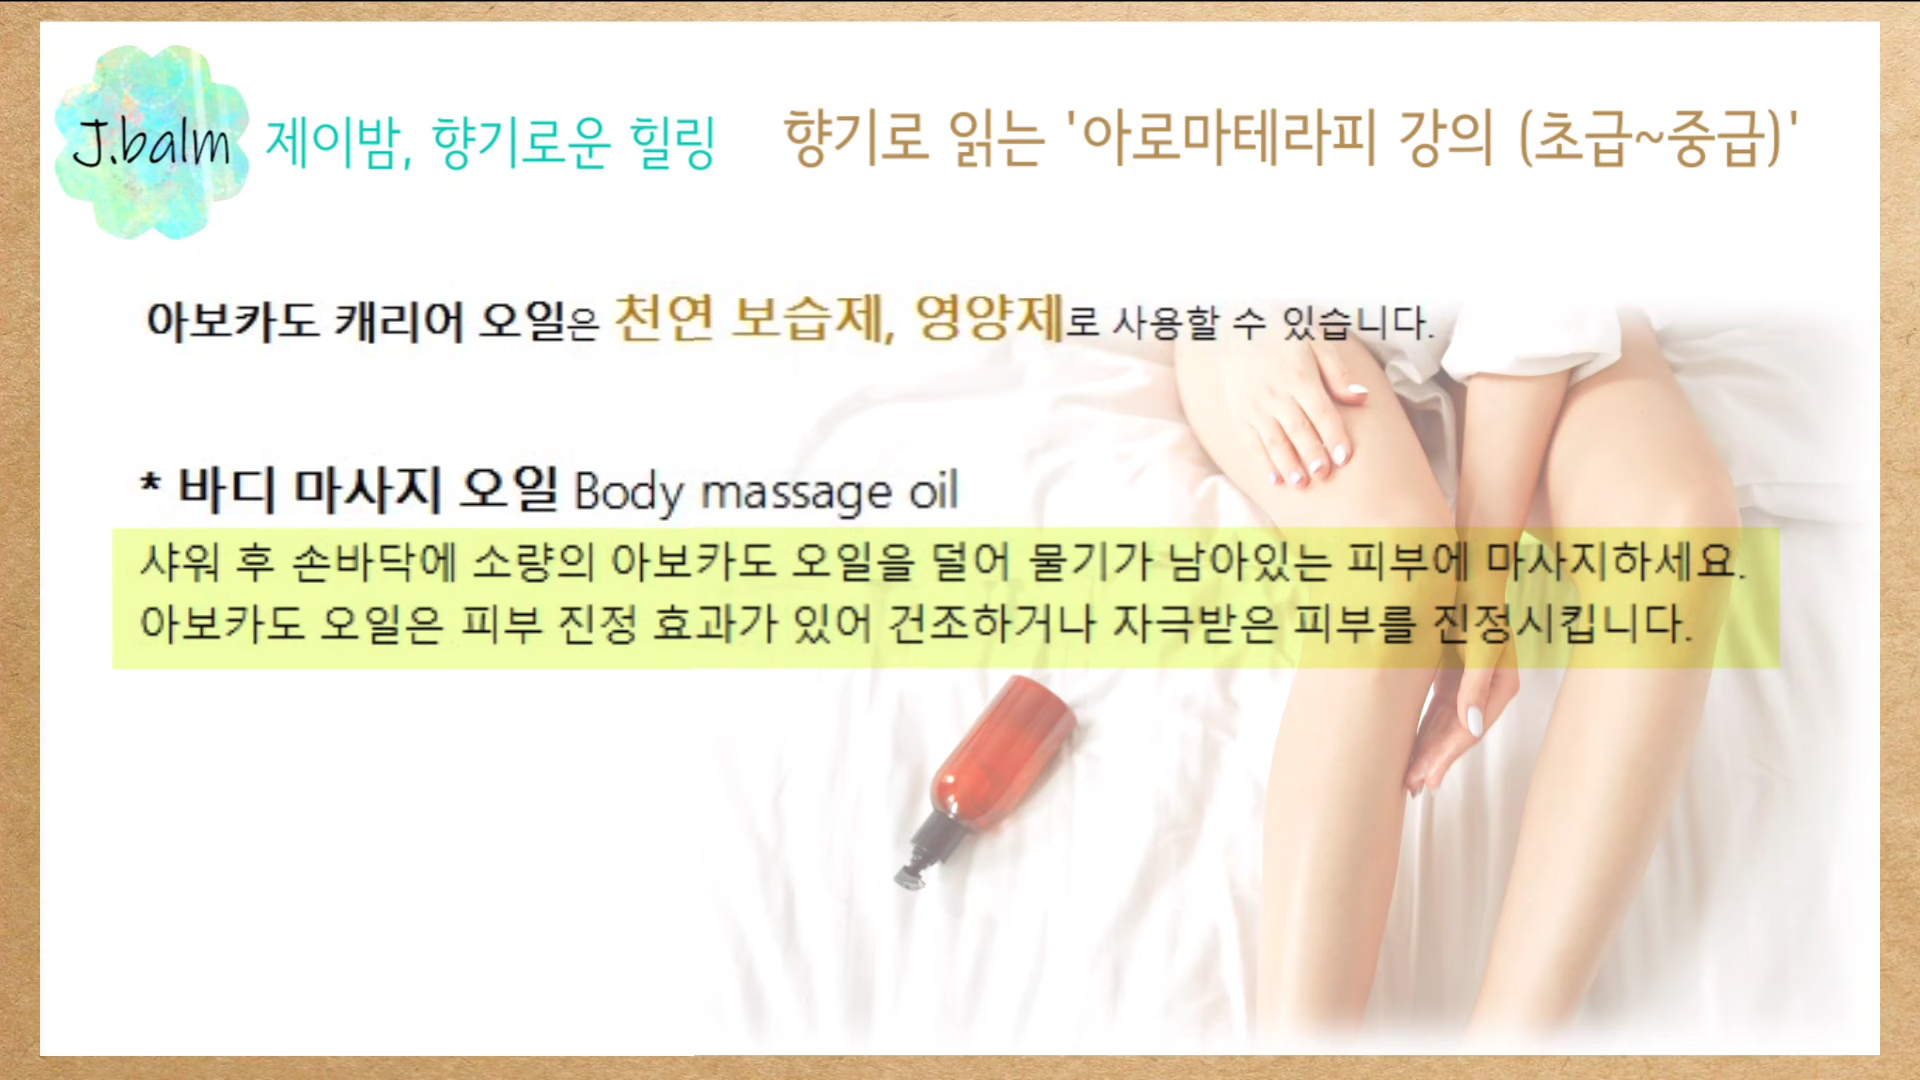 J.balm 제이밤, 향기로운 힐링 향기로 읽는 '아로마테라피 강의 (초급~중급)'
아보카도 캐리어 오일은 천연 보습제, 영양제로 사용할 수 있습니다.
* 바디 마사지 오일 Body massage oil
샤워 후 손바닥에 소량의 아보카도 오일을 덜어 물기가 남아있는 피부에 마사지하세요.
아보카도 오일은 피부 진정 효과가 있어 건조하거나 자극받은 피부를 진정시킵니다.